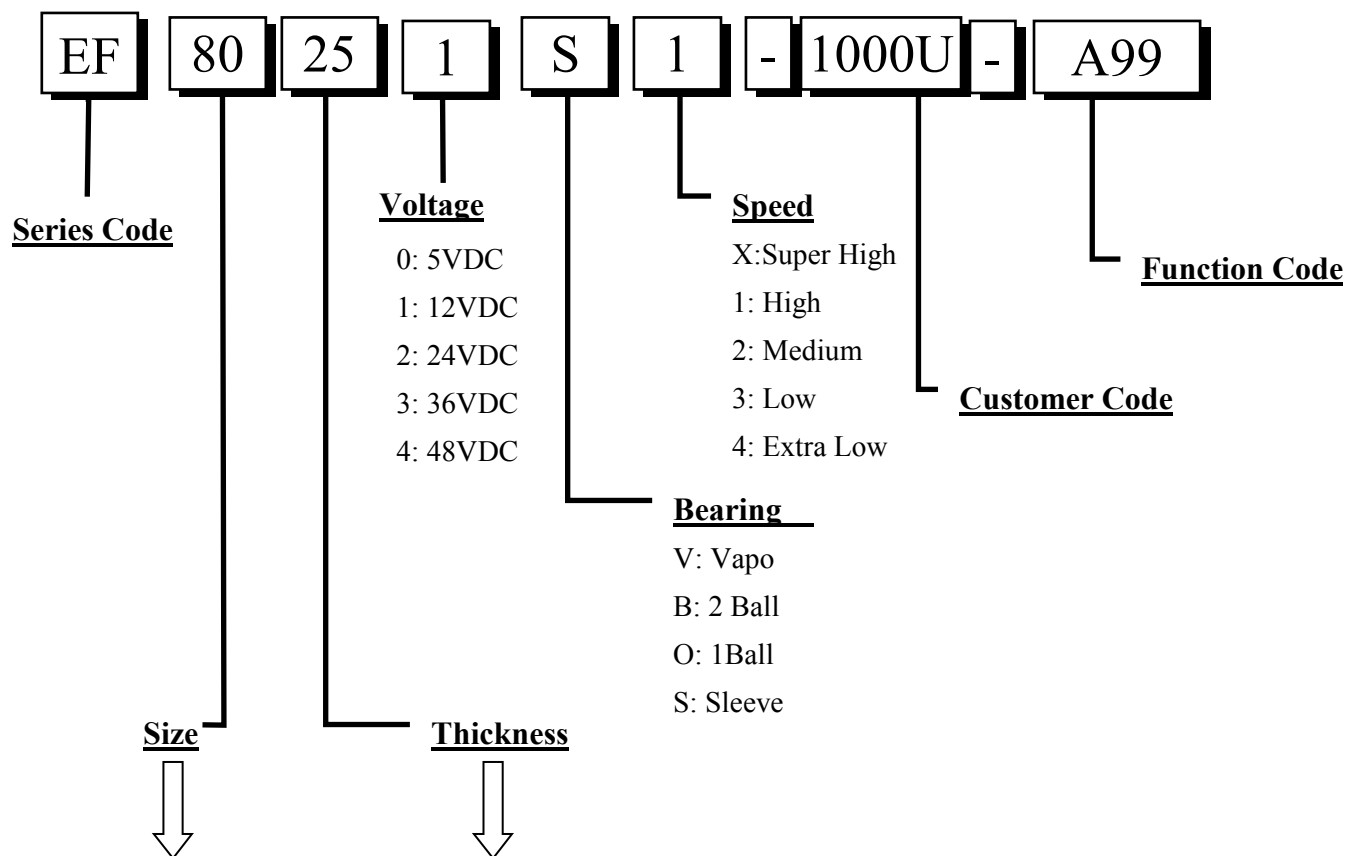 EF 80 25 1 S 1 - 1000U - A99
Series Code
Voltage
0: 5VDC
1: 12VDC
2: 24VDC
3: 36VDC
4: 48VDC
Speed
X:Super High
1: High
2: Medium
3: Low
4: Extra Low
Function Code
Customer Code
Bearing
V: Vapo
B: 2 Ball
O: 1Ball
S: Sleeve
Size
Thickness